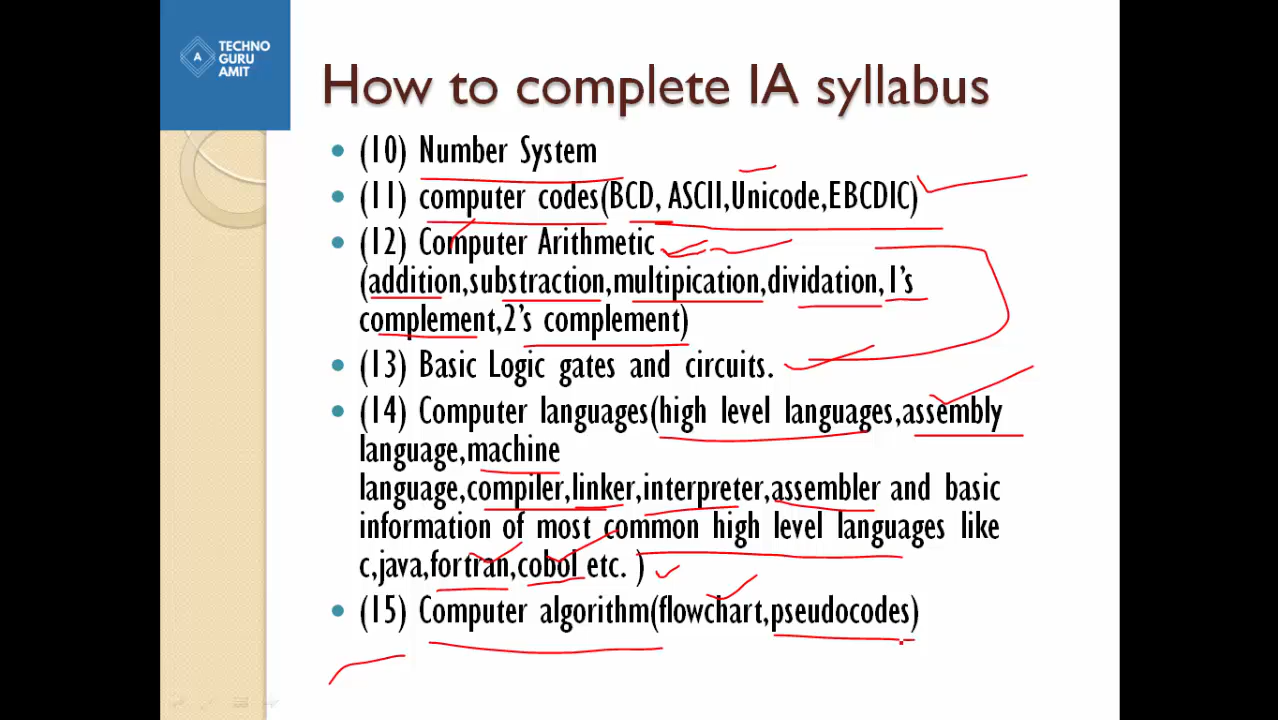 TECHNO
GURU
AMIT
How to complete IA syllabus
(10) Number System
(11) computer codes(BCD, ASCII,Unicode,EBCDIC)
(12) Computer Arithmetic
(addition,substraction,multipication,dividation,1's
complement,2's complement)
(13) Basic Logic gates and circuits.
(14) Computer languages(high level languages,assembly
language,machine
language,compiler,linker,interpreter,assembler and basic
information of most common high level languages like
c,java,fortran,cobol etc. )
(15) Computer algorithm(flowchart,pseudocodes)